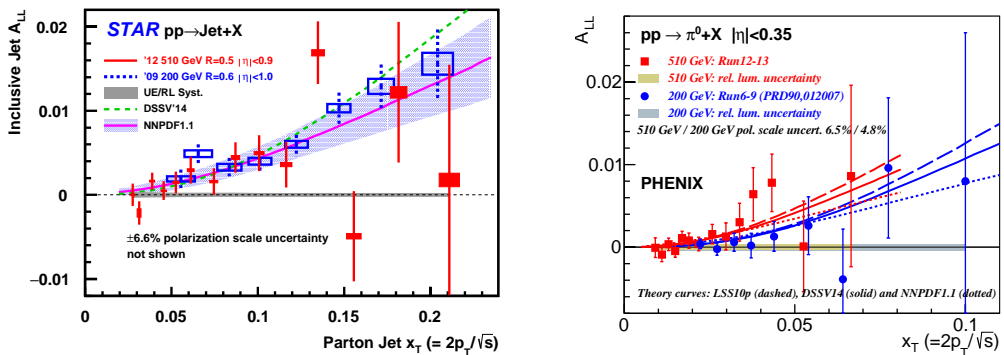 STAR pp→Jet+X
'12 510 GeV R=0.5 |η|<0.9
'09 200 GeV R=0.6 |η|<1.0
UE/RL Syst.
DSSV'14
NNPDF1.1
±6.6% polarization scale uncertainty
not shown
Inclusive Jet A_LL
0.02
0.01
0
−0.01
0
0.05
0.1
0.15
0.2
Parton Jet x_T (= 2p_T/√s)
A_LL
pp → π⁰+X |η|<0.35
510 GeV: Run12-13
510 GeV: rel. lum. uncertainty
200 GeV: Run6-9 (PRD90,012007)
200 GeV: rel. lum. uncertainty
510 GeV / 200 GeV pol. scale uncert. 6.5% / 4.8%
PHENIX
Theory curves: LSS10p (dashed), DSSV14 (solid) and NNPDF1.1 (dotted)
0.02
0.01
0
0
0.05
0.1
x_T (=2p_T/√s)